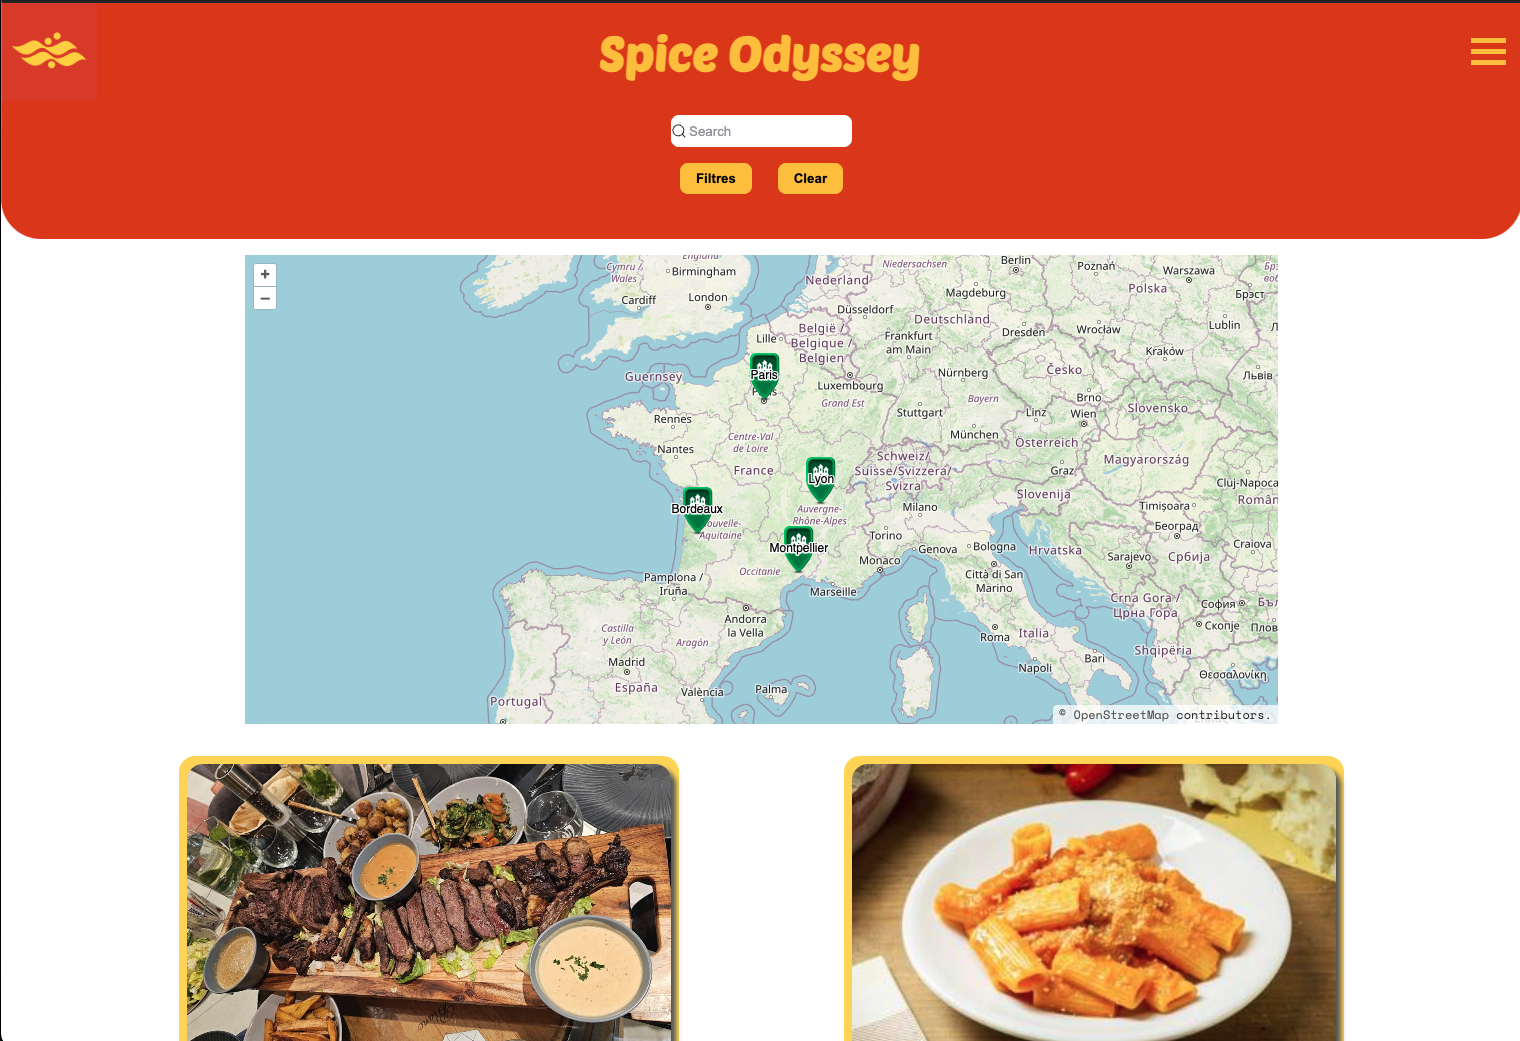 Spice Odyssey
Search
Filtres
Clear
+
−
Cymru /
Wales
England
Birmingham
Cardiff
London
Nederland
Niedersachsen
Berlin
Poznań
Warszawa
Polska
Брэст
Magdeburg
Düsseldorf
Deutschland
Dresden
Wrocław
Lublin
Lille
België /
Belgique /
Belgien
Frankfurt
am Main
Kraków
Львів
Guernsey
Paris
Luxembourg
Nürnberg
Česko
Brno
Grand Est
Bayern
Stuttgart
Linz
Wien
Slovensko
Rennes
Nantes
Centre-Val
de Loire
München
Österreich
France
Schweiz/
Suisse/Svizzera/
Svizra
Magyarország
Graz
Lyon
Cluj-Napoca
Slovenija
Bordeaux
Auvergne-
Rhône-Alpes
Milano
Timișoara
Nouvelle-
Aquitaine
Torino
Београд
Montpellier
Genova
Bologna
Hrvatska
Sarajevo
Србија
Craiova
Monaco
Occitanie
Pamplona /
Iruña
Marseille
Città di San
Marino
Crna Gora /
Црна Гора
София
Andorra
la Vella
Скопје
Castilla
y León
Aragón
Roma
Italia
Shqipëria
Madrid
España
València
Palma
Napoli
Bari
Θεσσαλονίκη
Portugal
© OpenStreetMap contributors.